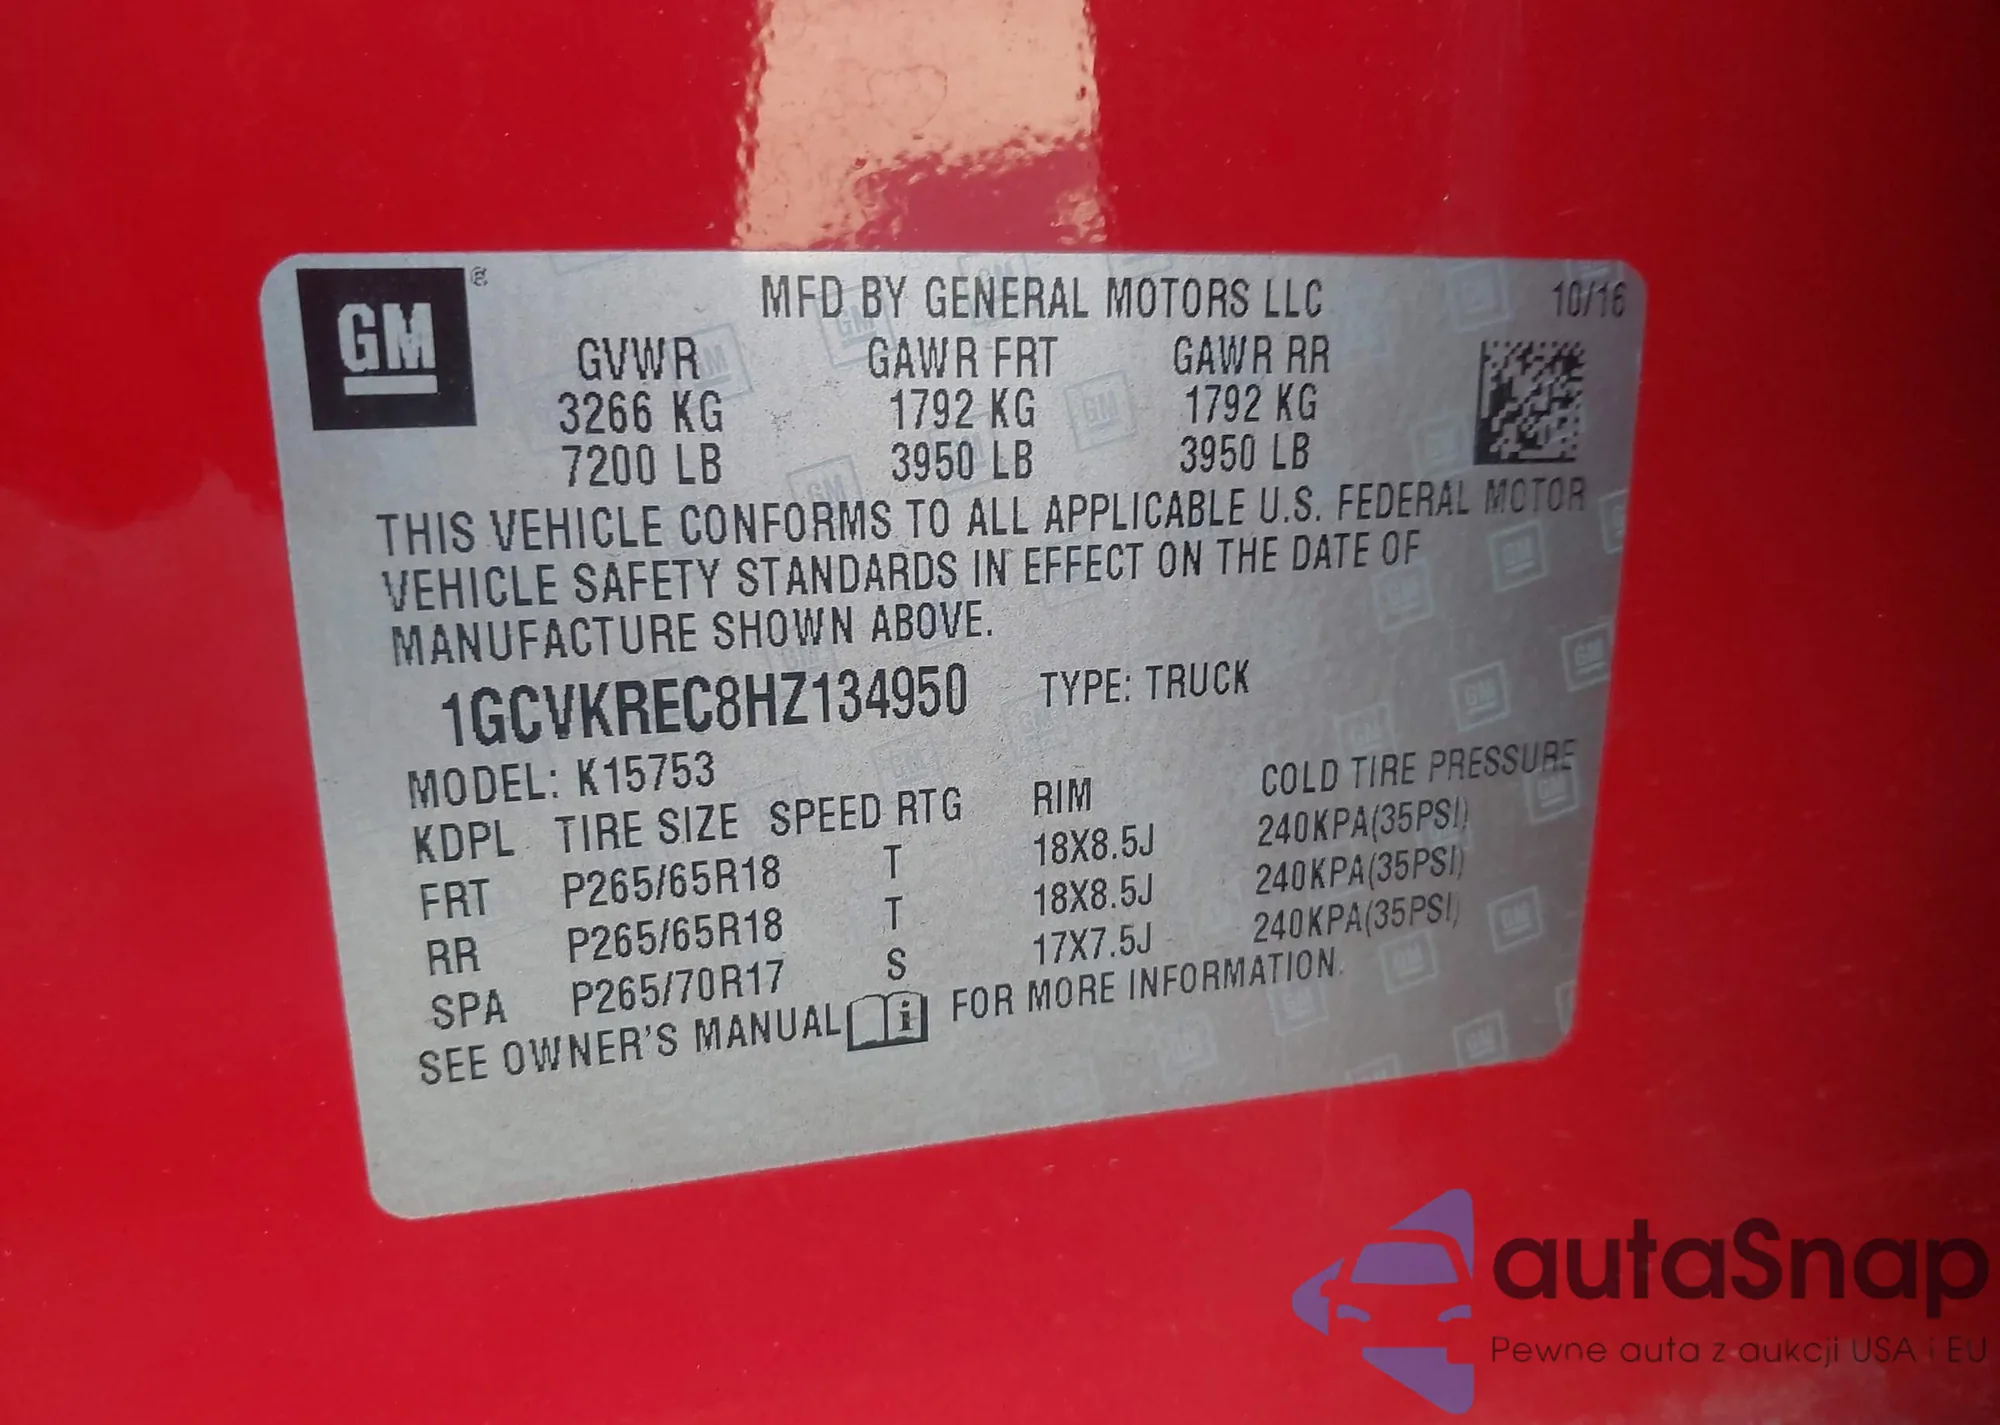 GM ®
MFD BY GENERAL MOTORS LLC 10/16
GVWR GAWR FRT GAWR RR
3266 KG 1792 KG 1792 KG
7200 LB 3950 LB 3950 LB
THIS VEHICLE CONFORMS TO ALL APPLICABLE U.S. FEDERAL MOTOR
VEHICLE SAFETY STANDARDS IN EFFECT ON THE DATE OF
MANUFACTURE SHOWN ABOVE.
1GCVKREC8HZ134950 TYPE: TRUCK
MODEL: K15753
KDPL TIRE SIZE SPEED RTG RIM COLD TIRE PRESSURE
FRT P265/65R18 T 18X8.5J 240KPA(35PSI)
RR P265/65R18 T 18X8.5J 240KPA(35PSI)
SPA P265/70R17 S 17X7.5J 240KPA(35PSI)
SEE OWNER'S MANUAL i FOR MORE INFORMATION.
autaSnap
Pewne auta z aukcji USA i EU